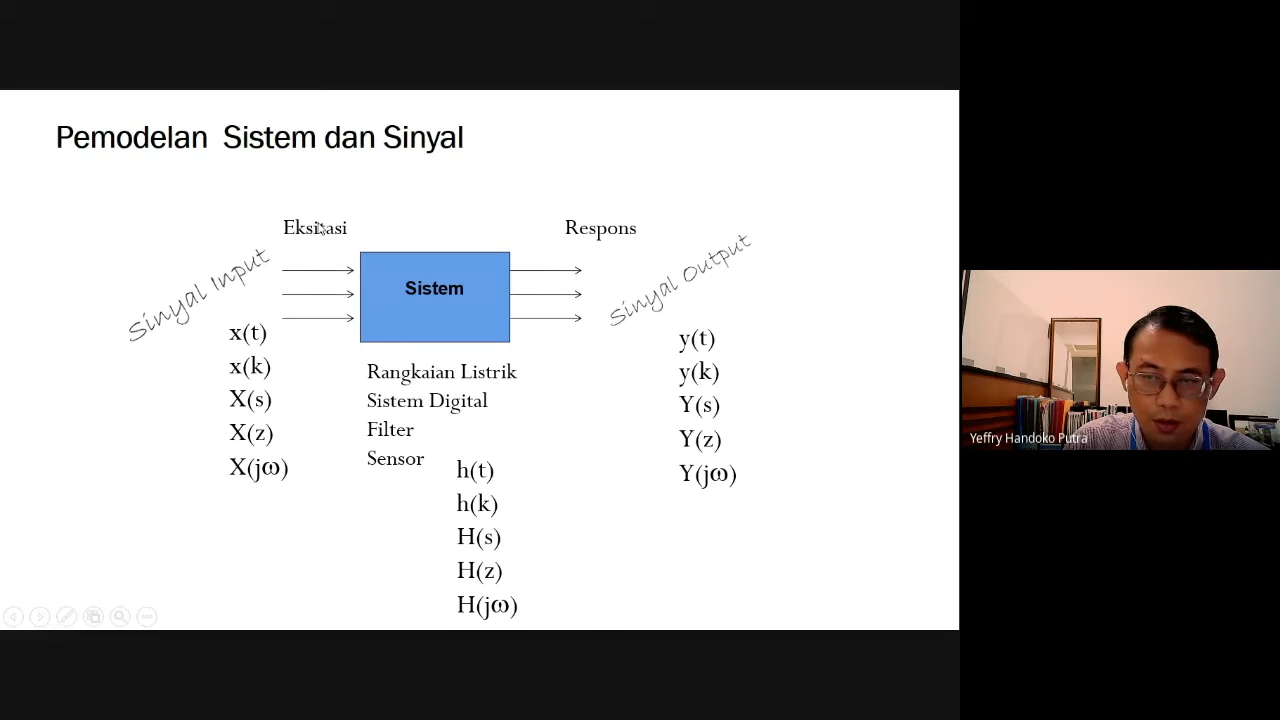 Pemodelan Sistem dan Sinyal
Eksitasi
Respons
Sinyal Input
Sistem
Sinyal Output
x(t)
x(k)
X(s)
X(z)
X(jω)
Rangkaian Listrik
Sistem Digital
Filter
Sensor
h(t)
h(k)
H(s)
H(z)
H(jω)
y(t)
y(k)
Y(s)
Y(z)
Y(jω)
Yeffry Handoko Putra